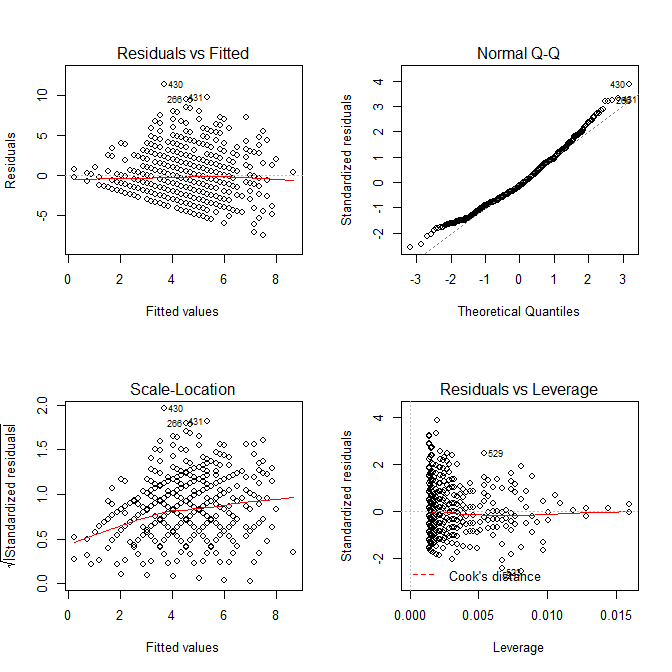 Residuals vs Fitted
Residuals
10
5
0
-5
430
266
431
0 2 4 6 8
Fitted values
Normal Q-Q
Standardized residuals
4
3
2
1
0
-1
-2
430
-3 -2 -1 0 1 2 3
Theoretical Quantiles
Scale-Location
√|Standardized residuals|
2.0
1.5
1.0
0.5
0.0
430
266
431
0 2 4 6 8
Fitted values
Residuals vs Leverage
Standardized residuals
4
2
0
-2
529
Cook's distance
0.000 0.005 0.010 0.015
Leverage